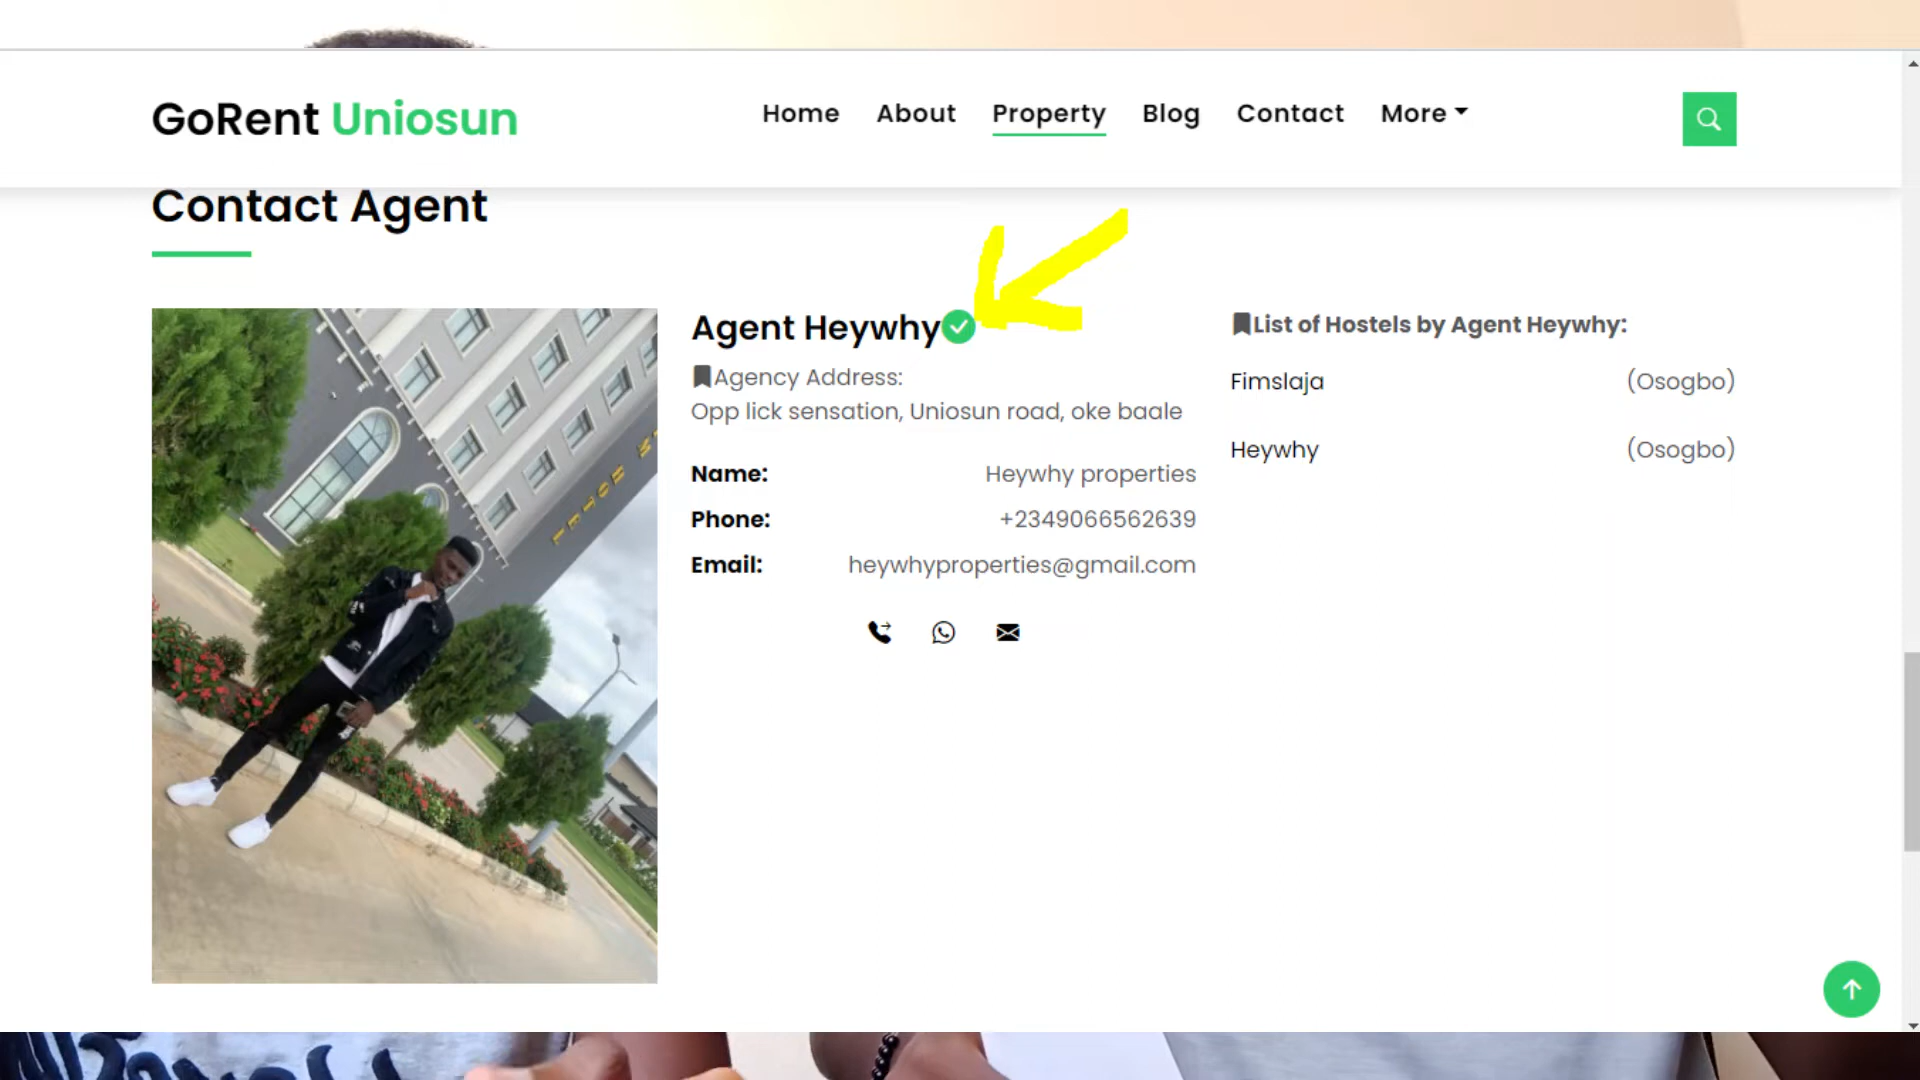 GoRent Uniosun
Home About Property Blog Contact More
Contact Agent
Agent Heywhy
Agency Address:
Opp lick sensation, Uniosun road, oke baale
Name: Heywhy properties
Phone: +2349066562639
Email: heywhyproperties@gmail.com
List of Hostels by Agent Heywhy:
Fimslaja (Osogbo)
Heywhy (Osogbo)